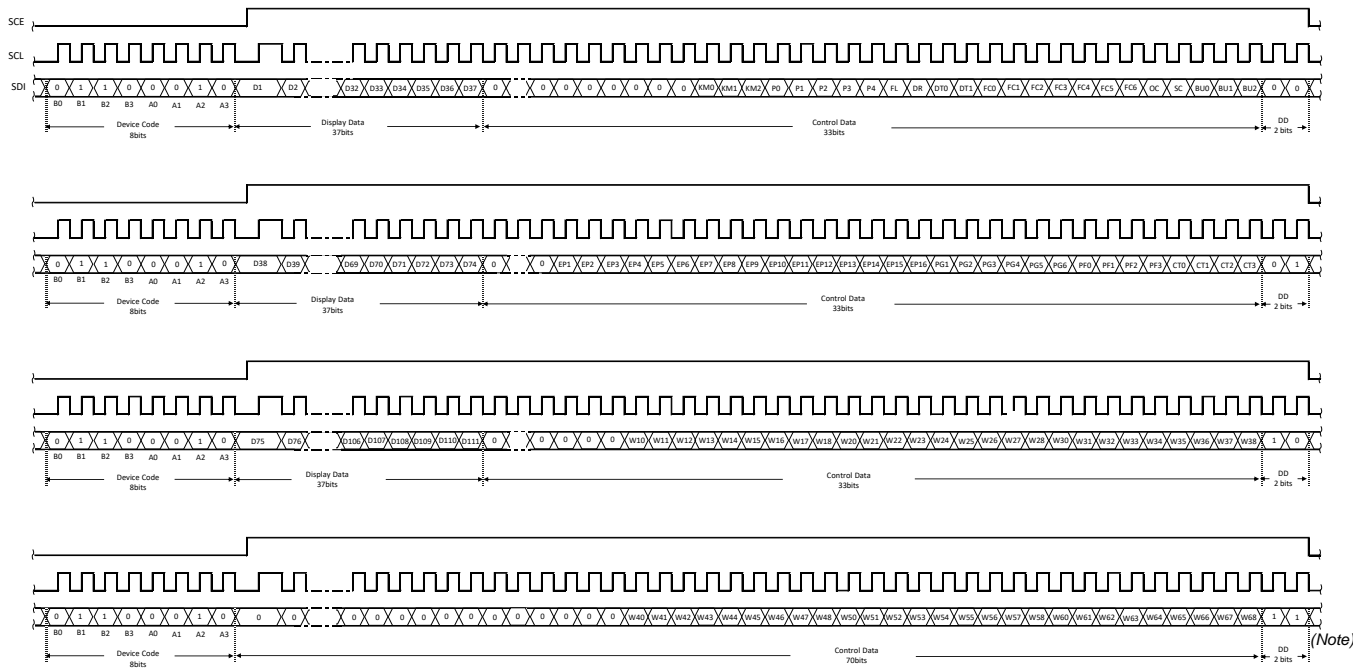 SCE
SCL
SDI 0 1 1 0 0 0 1 0 D1 D2 D32 D33 D34 D35 D36 D37 0 0 0 0 0 0 0 0 KM0 KM1 KM2 P0 P1 P2 P3 P4 FL DR DT0 DT1 FC0 FC1 FC2 FC3 FC4 FC5 FC6 OC SC BU0 BU1 BU2 0 0
B0 B1 B2 B3 A0 A1 A2 A3
Device Code Display Data Control Data DD
8bits 37bits 33bits 2 bits
0 1 1 0 0 0 1 0 D38 D39 D69 D70 D71 D72 D73 D74 0 0 EP1 EP2 EP3 EP4 EP5 EP6 EP7 EP8 EP9 EP10 EP11 EP12 EP13 EP14 EP15 EP16 PG1 PG2 PG3 PG4 PG5 PG6 PF0 PF1 PF2 PF3 CT0 CT1 CT2 CT3 0 1
B0 B1 B2 B3 A0 A1 A2 A3
Device Code Display Data Control Data DD
8bits 37bits 33bits 2 bits
0 1 1 0 0 0 1 0 D75 D76 D106 D107 D108 D109 D110 D111 0 0 0 0 0 W10 W11 W12 W13 W14 W15 W16 W17 W18 W20 W21 W22 W23 W24 W25 W26 W27 W28 W30 W31 W32 W33 W34 W35 W36 W37 W38 1 0
B0 B1 B2 B3 A0 A1 A2 A3
Device Code Display Data Control Data DD
8bits 37bits 33bits 2 bits
0 1 1 0 0 0 1 0 0 0 0 0 0 0 0 0 0 0 0 0 0 0 W40 W41 W42 W43 W44 W45 W46 W47 W48 W50 W51 W52 W53 W54 W55 W56 W57 W58 W60 W61 W62 W63 W64 W65 W66 W67 W68 1 1 (Note)
B0 B1 B2 B3 A0 A1 A2 A3
Device Code Control Data DD
8bits 70bits 2 bits